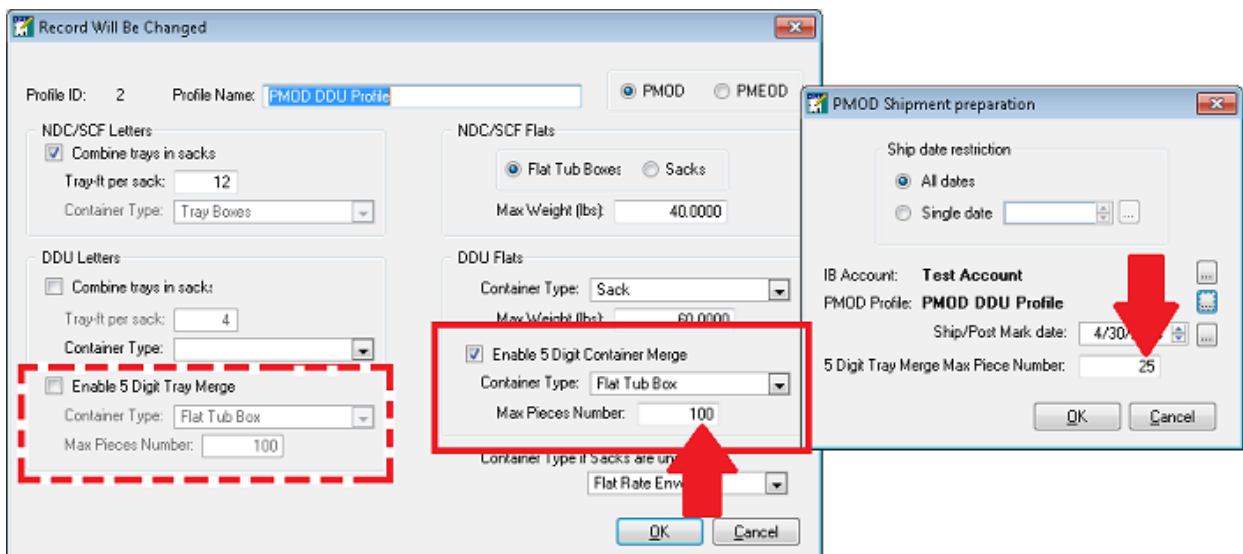 Record Will Be Changed
Profile ID: 2 Profile Name: PMOD DDU Profile PMOD PMEOD
NDC/SCF Letters
Combine trays in sacks
Tray-ft per sack: 12
Container Type: Tray Boxes
NDC/SCF Flats
Flat Tub Boxes Sacks
Max Weight (lbs): 40.0000
DDU Letters
Combine trays in sacks
Tray-ft per sack: 4
Container Type:
Enable 5 Digit Tray Merge
Container Type: Flat Tub Box
Max Pieces Number: 100
DDU Flats
Container Type: Sack
Max Weight (lbs): 60.0000
Enable 5 Digit Container Merge
Container Type: Flat Tub Box
Max Pieces Number: 100
Container Type if Sacks are
Flat Rate
OK Cancel
PMOD Shipment preparation
Ship date restriction
All dates
Single date ...
IB Account: Test Account ...
PMOD Profile: PMOD DDU Profile ...
Ship/Post Mark date: 4/30/ ...
5 Digit Tray Merge Max Piece Number: 25
OK Cancel